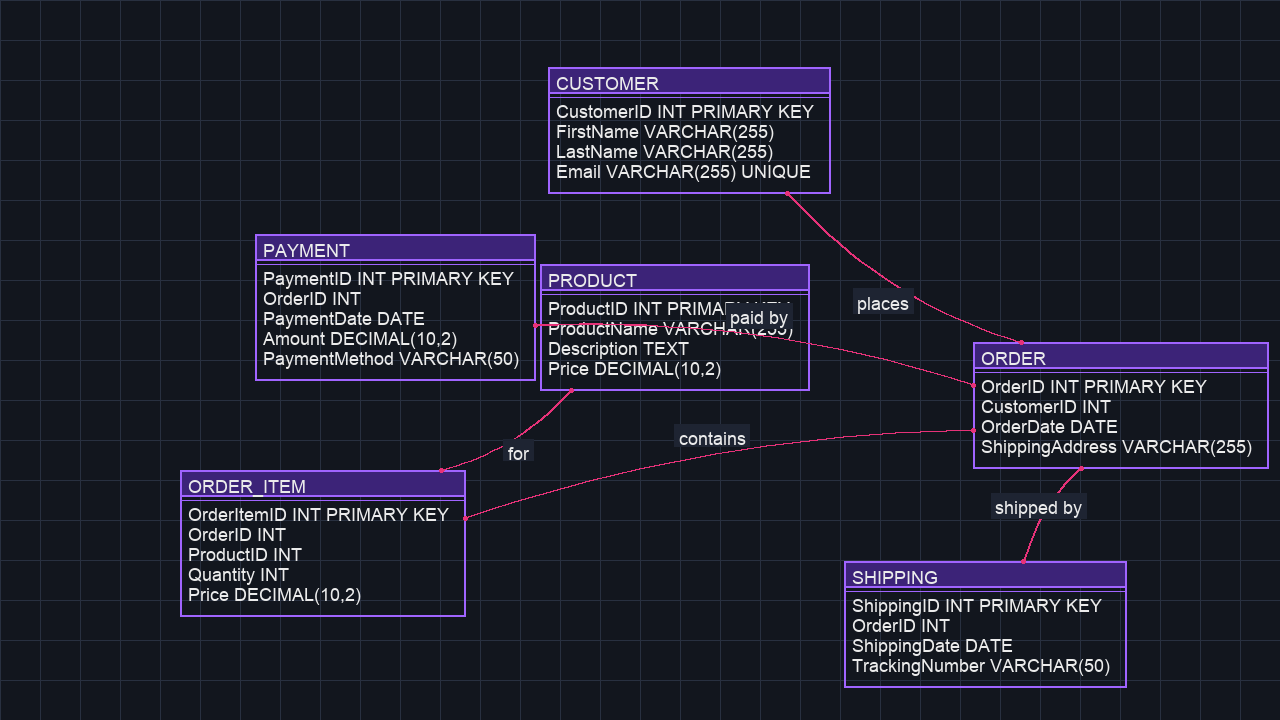 CUSTOMER
CustomerID INT PRIMARY KEY
FirstName VARCHAR(255)
LastName VARCHAR(255)
Email VARCHAR(255) UNIQUE
PAYMENT
PaymentID INT PRIMARY KEY
OrderID INT
PaymentDate DATE
Amount DECIMAL(10,2)
PaymentMethod VARCHAR(50)
PRODUCT
ProductID INT PRIMARY KEY
ProductName VARCHAR(255)
Description TEXT
Price DECIMAL(10,2)
paid by
places
ORDER
OrderID INT PRIMARY KEY
CustomerID INT
OrderDate DATE
ShippingAddress VARCHAR(255)
contains
for
ORDER_ITEM
OrderItemID INT PRIMARY KEY
OrderID INT
ProductID INT
Quantity INT
Price DECIMAL(10,2)
shipped by
SHIPPING
ShippingID INT PRIMARY KEY
OrderID INT
ShippingDate DATE
TrackingNumber VARCHAR(50)